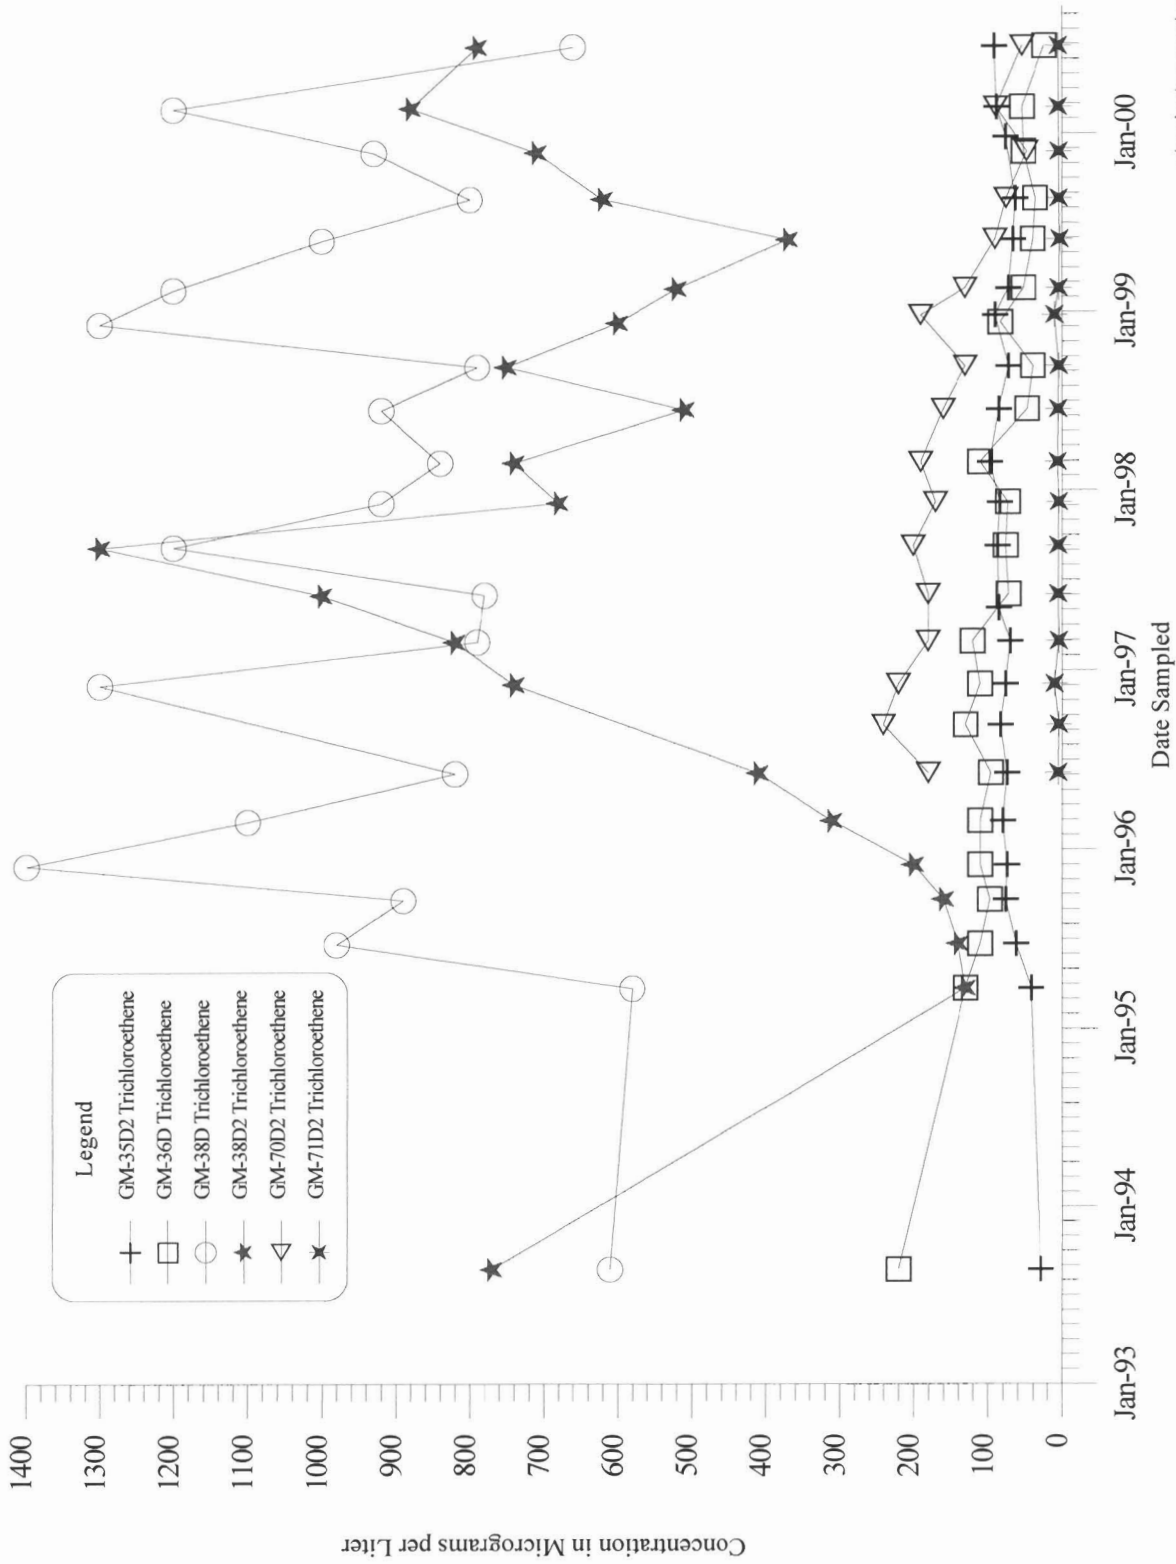 Legend
GM-35D2 Trichloroethene
GM-36D Trichloroethene
GM-38D Trichloroethene
GM-38D2 Trichloroethene
GM-70D2 Trichloroethene
GM-71D2 Trichloroethene
Concentration in Micrograms per Liter
1400
1300
1200
1100
1000
900
800
700
600
500
400
300
200
100
0
Jan-93
Jan-94
Jan-95
Jan-96
Jan-97
Jan-98
Jan-99
Jan-00
Date Sampled